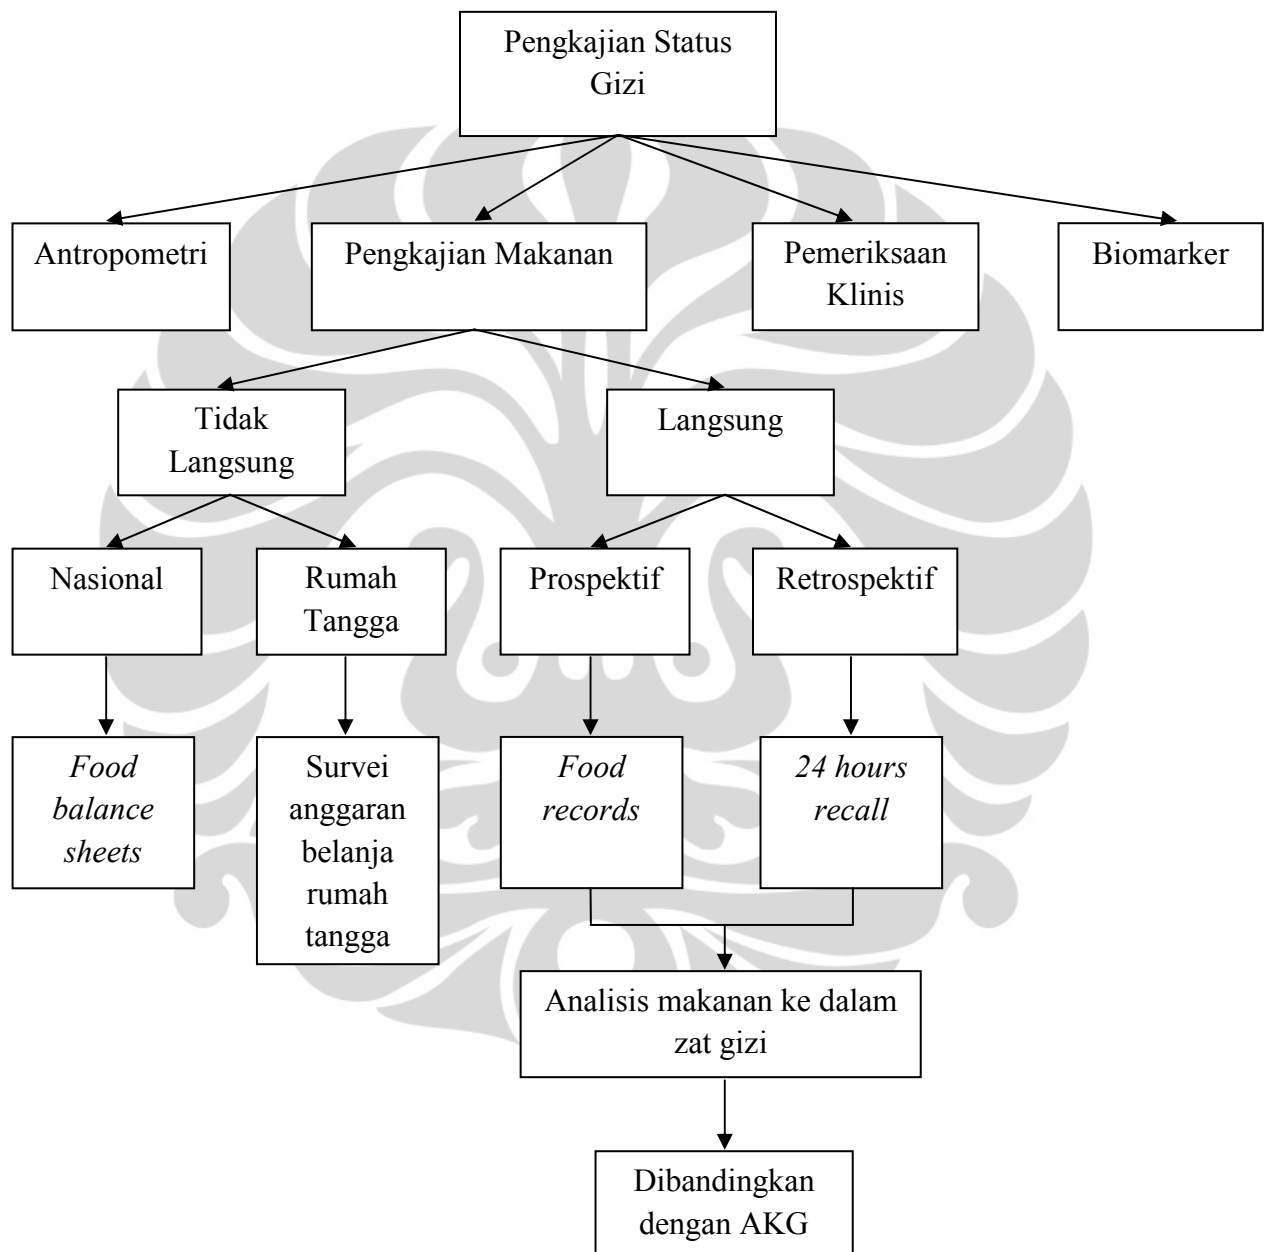 Pengkajian Status
Gizi
Antropometri
Pengkajian Makanan
Pemeriksaan
Klinis
Biomarker
Tidak
Langsung
Langsung
Nasional
Rumah
Tangga
Prospektif
Retrospektif
Food
balance
sheets
Survei
anggaran
belanja
rumah
tangga
Food
records
24 hours
recall
Analisis makanan ke dalam
zat gizi
Dibandingkan
dengan AKG